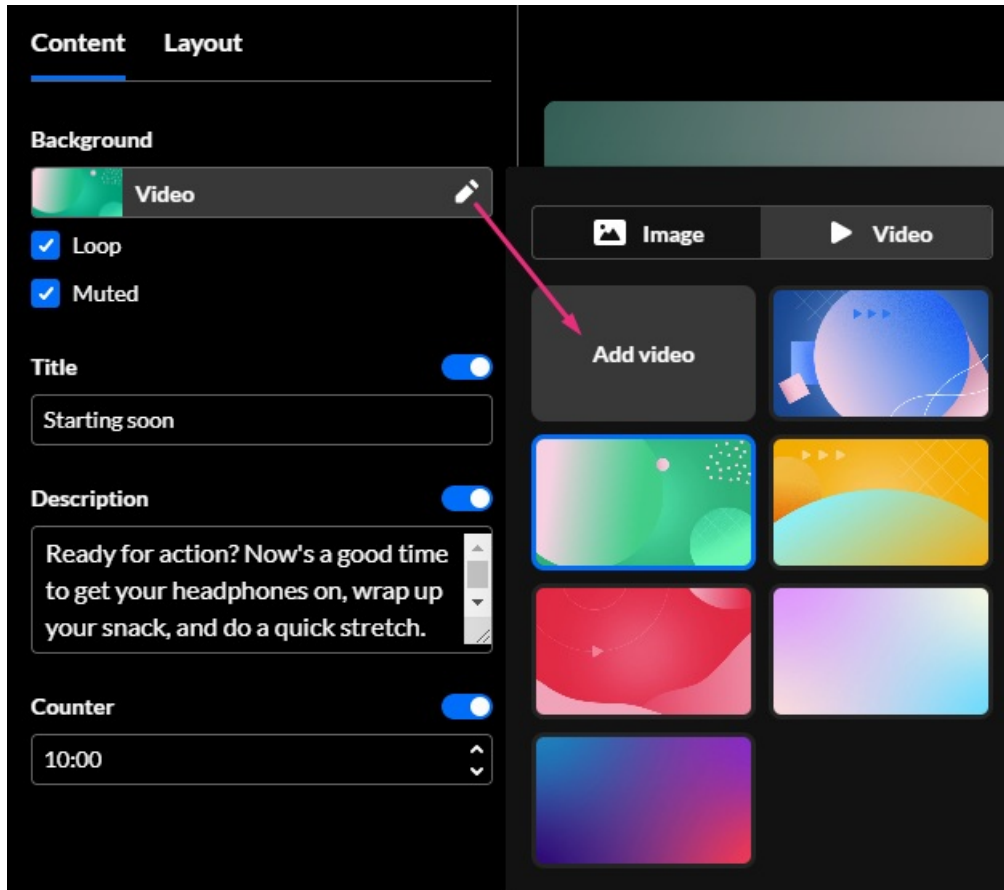 Content Layout
Background
Video
Loop
Muted
Title
Starting soon
Description
Ready for action? Now's a good time
to get your headphones on, wrap up
your snack, and do a quick stretch.
Counter
10:00
Image Video
Add video